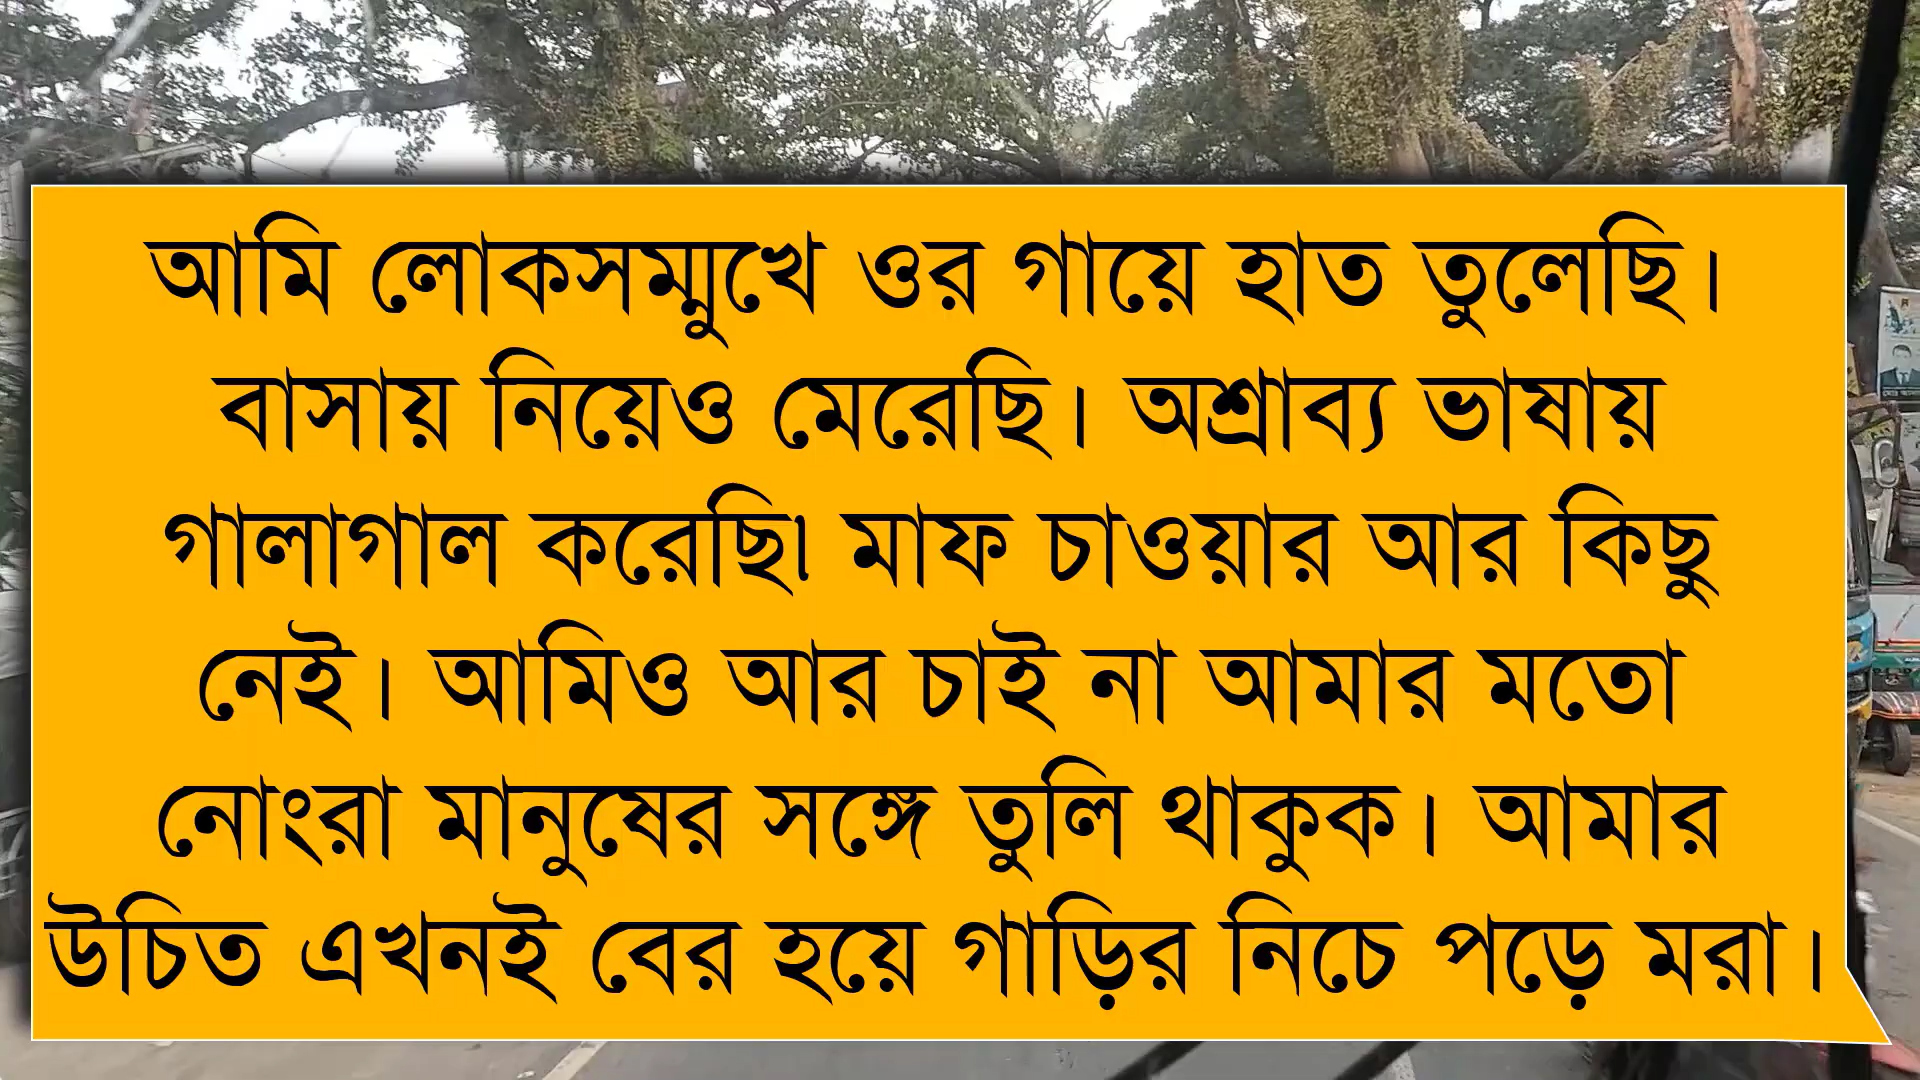 আমি লোকসম্মুখে ওর গায়ে হাত তুলেছি।
বাসায় নিয়েও মেরেছি। অশ্রাব্য ভাষায়
গালাগাল করেছি৷ মাফ চাওয়ার আর কিছু
নেই। আমিও আর চাই না আমার মতো
নোংরা মানুষের সঙ্গে তুলি থাকুক। আমার
উচিত এখনই বের হয়ে গাড়ির নিচে পড়ে মরা।